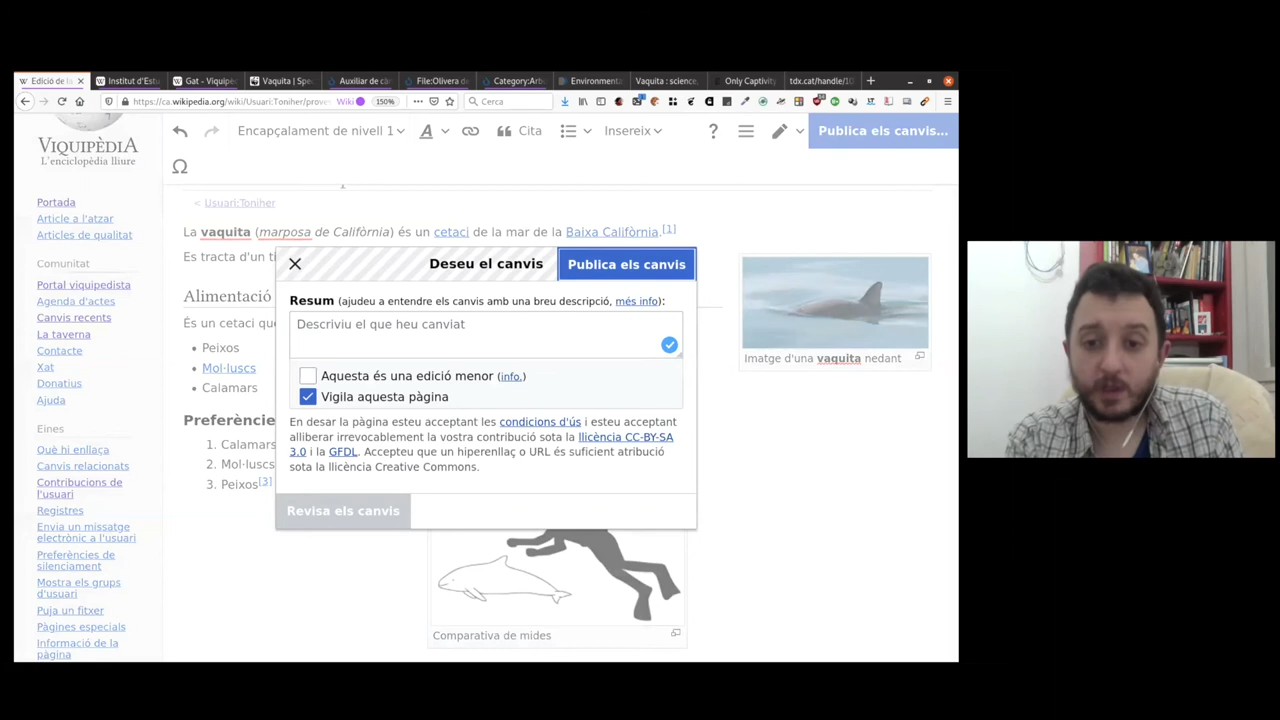 Edició de la
Institut d'Estu
Gat - Viquipèd
Vaquita | Spe
Auxiliar de càr
File:Olivera d
Category:Arb
Environmenta
Vaquita : science,
Only Captivity
tdx.cat/handle/10
https://ca.wikipedia.org/wiki/Usuari:Toniher/prove
Wiki
150%
Cerca
VIQUIPÈDIA
L'enciclopèdia lliure
Encapçalament de nivell 1
A
Cita
Insereix
?
Publica els canvis…
Ω
Portada
Article a l'atzar
Articles de qualitat
Comunitat
Portal viquipedista
Agenda d'actes
Canvis recents
La taverna
Contacte
Xat
Donatius
Ajuda
Eines
Què hi enllaça
Canvis relacionats
Contribucions de
l'usuari
Registres
Envia un missatge
electrònic a l'usuari
Preferències de
silenciament
Mostra els grups
d'usuari
Puja un fitxer
Pàgines especials
Informació de la
pàgina
< Usuari:Toniher
La vaquita (marposa de Califòrnia) és un cetaci de la mar de la Baixa Califòrnia.[1]
Es tracta d'un ti
Alimentació
És un cetaci que
• Peixos
• Mol·luscs
• Calamars
Preferènci
1. Calamars
2. Mol·luscs
3. Peixos[3]
Deseu el canvis
Publica els canvis
Resum (ajudeu a entendre els canvis amb una breu descripció, més info):
Descriviu el que heu canviat
Aquesta és una edició menor (info.)
Vigila aquesta pàgina
En desar la pàgina esteu acceptant les condicions d'ús i esteu acceptant
alliberar irrevocablement la vostra contribució sota la llicència CC-BY-SA
3.0 i la GFDL. Accepteu que un hiperenllaç o URL és suficient atribució
sota la llicència Creative Commons.
Revisa els canvis
Imatge d'una vaquita nedant
Comparativa de mides